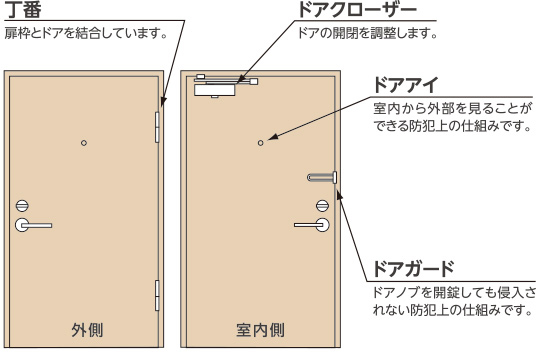 丁番
扉枠とドアを結合しています。
ドアクローザー
ドアの開閉を調整します。
ドアアイ
室内から外部を見ることが
できる防犯上の仕組みです。
ドアガード
ドアノブを開錠しても侵入さ
れない防犯上の仕組みです。
外側
室内側